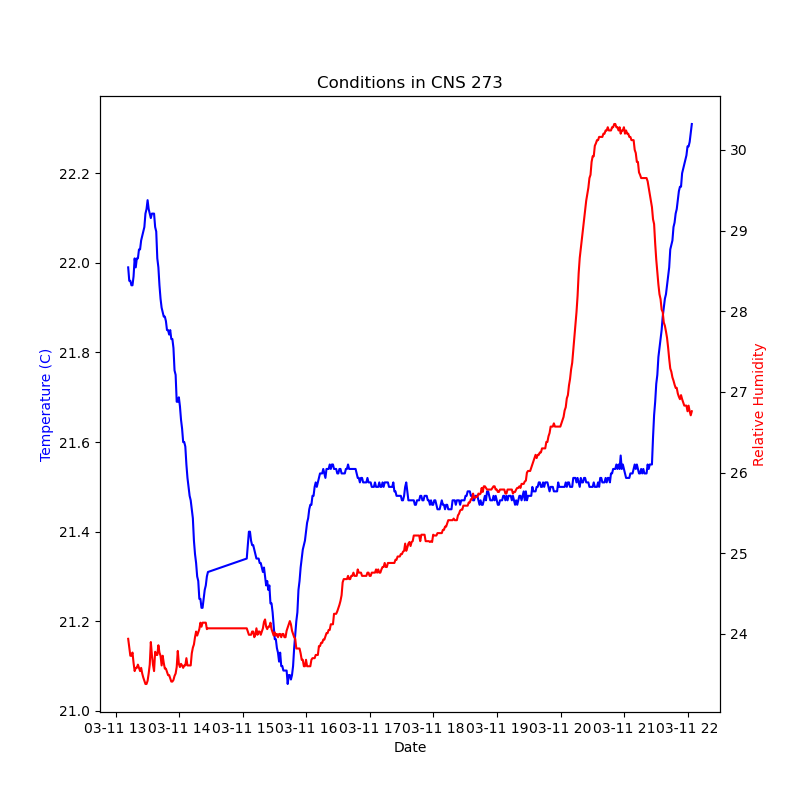 Conditions in CNS 273
22.2
22.0
21.8
21.6
21.4
21.2
21.0
Temperature (C)
30
29
28
27
26
25
24
Relative Humidity
03-11 13 03-11 14 03-11 15 03-11 16 03-11 17 03-11 18 03-11 19 03-11 20 03-11 21 03-11 22
Date